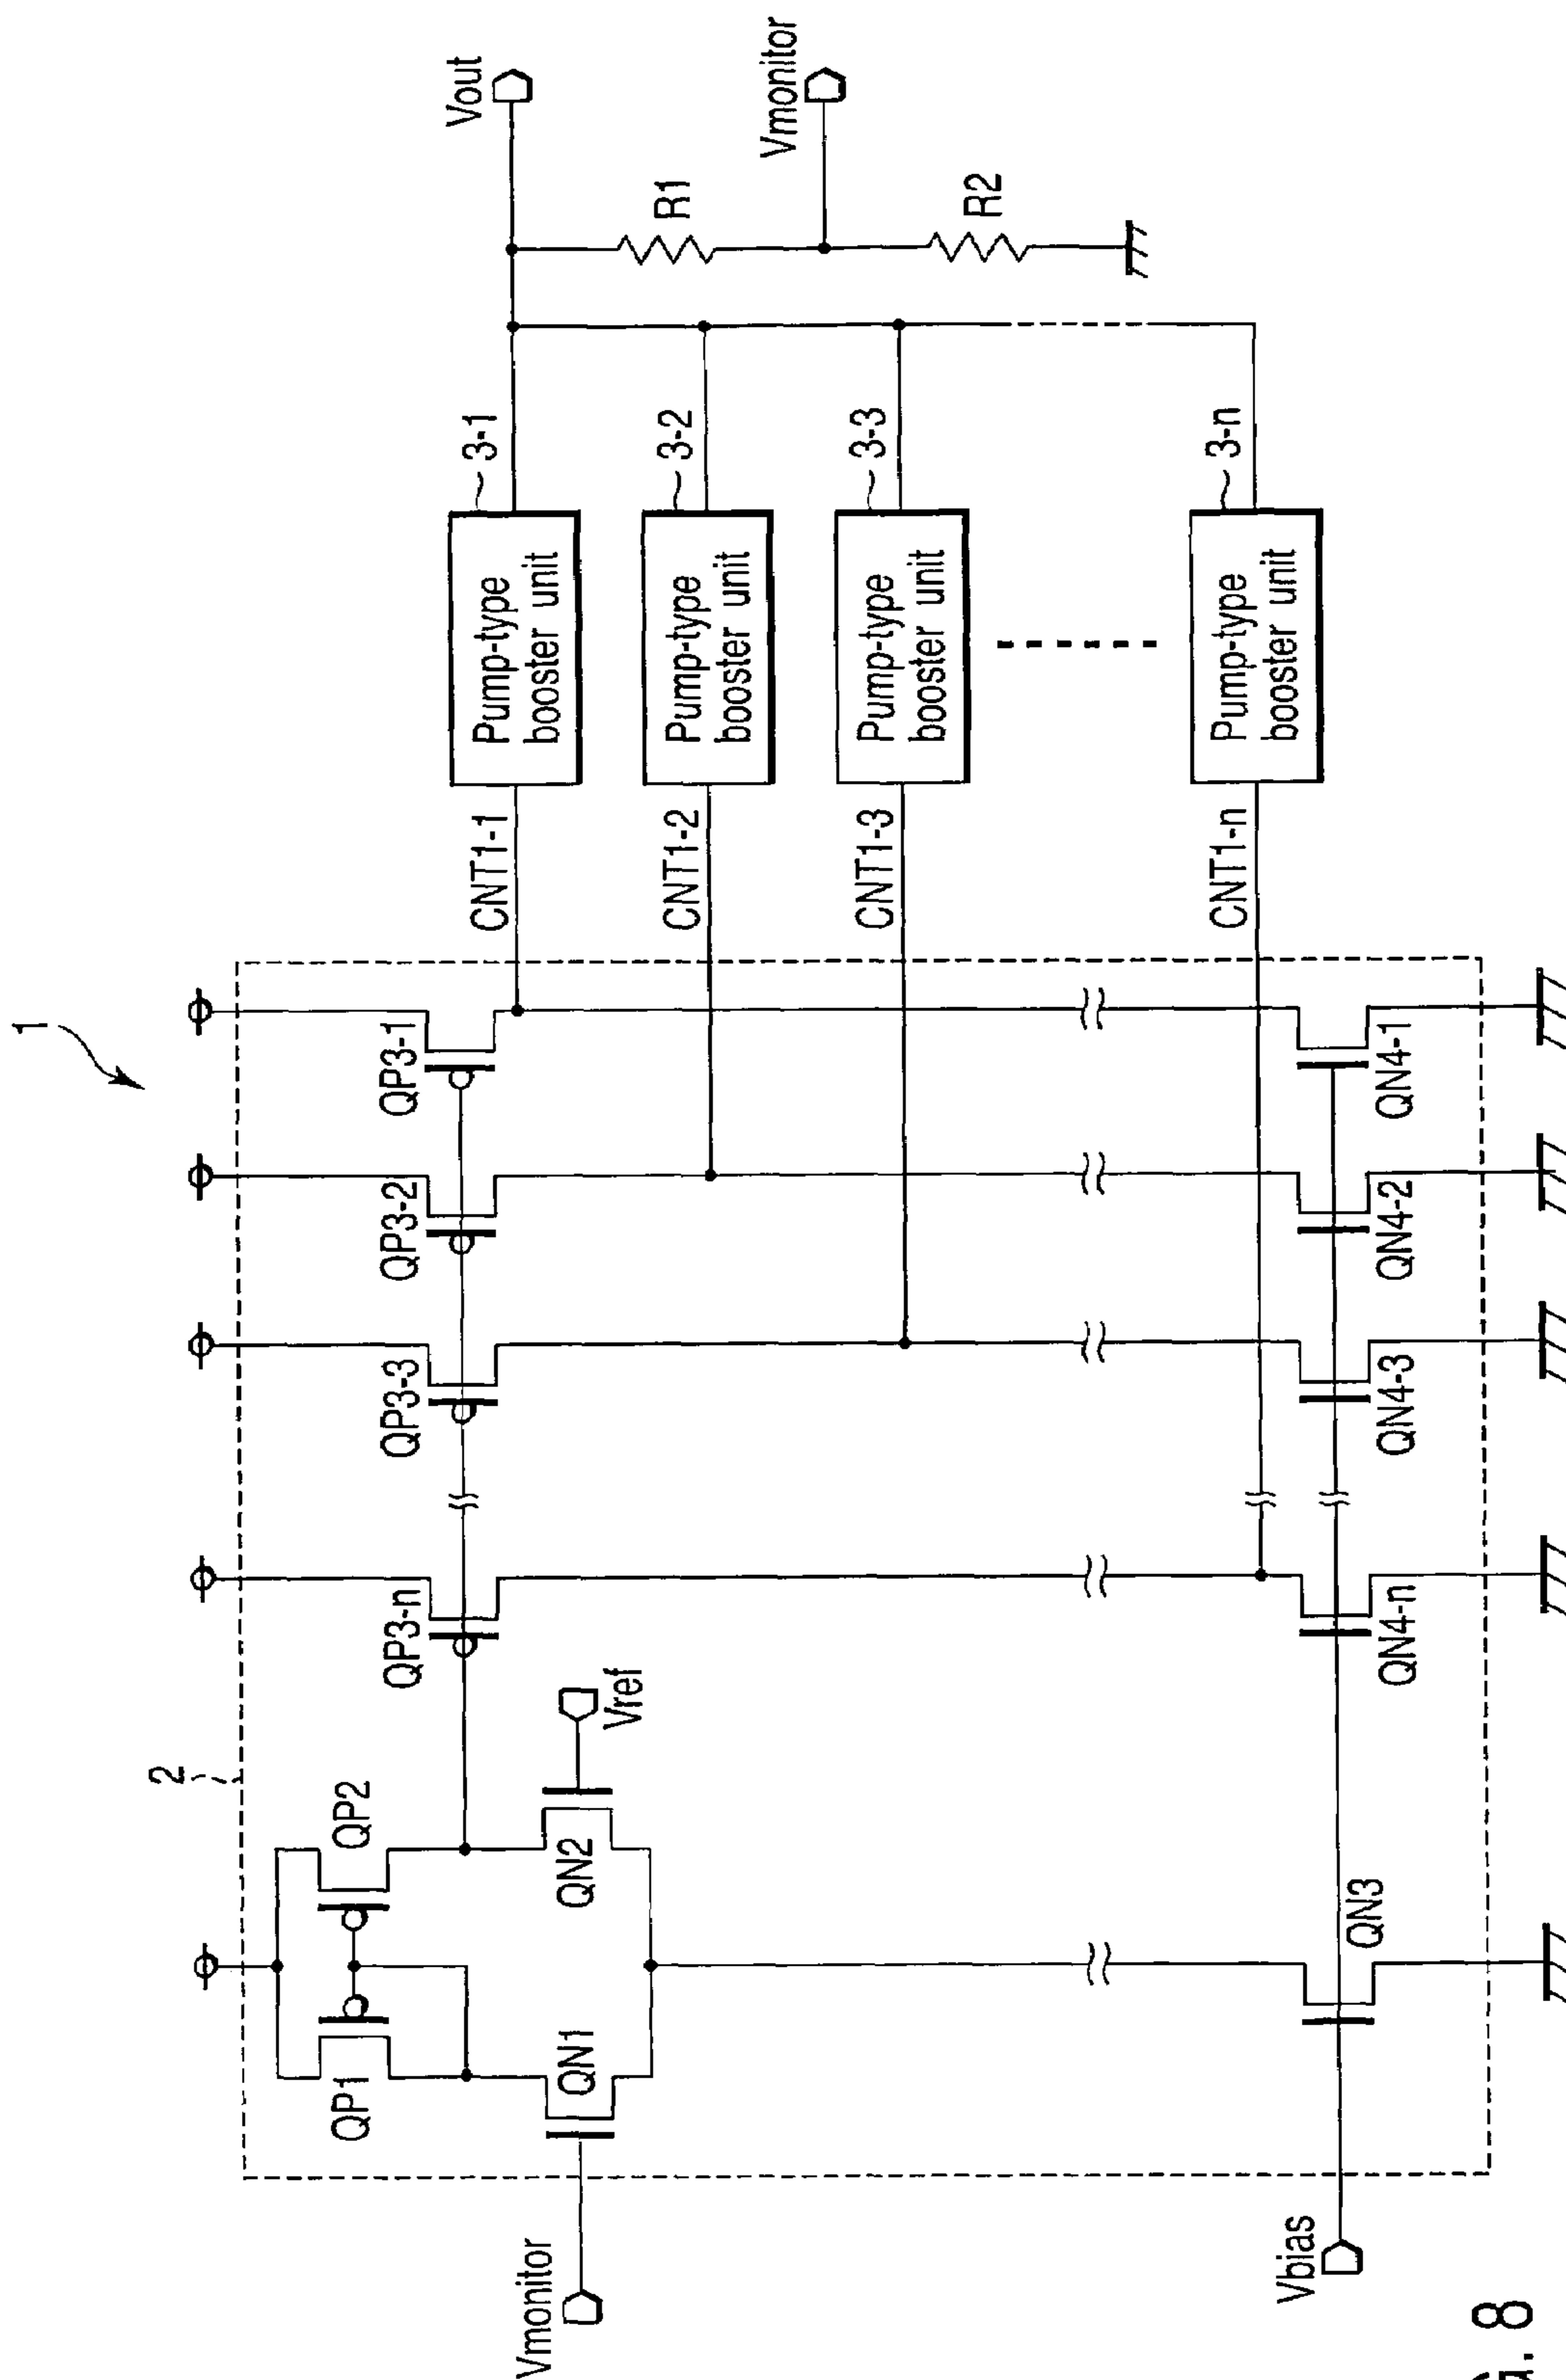 1
2
QP1
QP2
QP3-n
QP3-3
QP3-2
QP3-1
Vmonitor
QN1
QN2
Vref
CNT1-1
Pump-type
booster unit
3-1
Vout
CNT1-2
Pump-type
booster unit
3-2
R1
CNT1-3
Pump-type
booster unit
3-3
Vmonitor
R2
CNT1-n
Pump-type
booster unit
3-n
Vbias
QN3
QN4-n
QN4-3
QN4-2
QN4-1
8